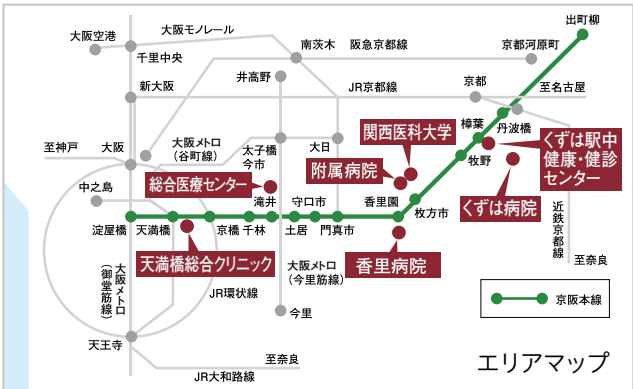 出町柳
大阪モノレール
大阪空港
千里中央
南茨木
阪急京都線
京都河原町
井高野
新大阪
JR京都線
京都
至名古屋
丹波橋
樟葉
牧野
くずは駅中
健康・健診
センター
関西医科大学
附属病院
くずは病院
至神戸
大阪
大阪メトロ
(谷町線)
太子橋
今市
大日
中之島
総合医療センター
滝井
守口市
香里園
枚方市
近鉄京都線
淀屋橋
天満橋
京橋
千林
土居
門真市
天満橋総合クリニック
香里病院
大阪メトロ
(御堂筋線)
大阪メトロ
(今里筋線)
至奈良
JR環状線
今里
京阪本線
天王寺
至奈良
JR大和路線
エリアマップ